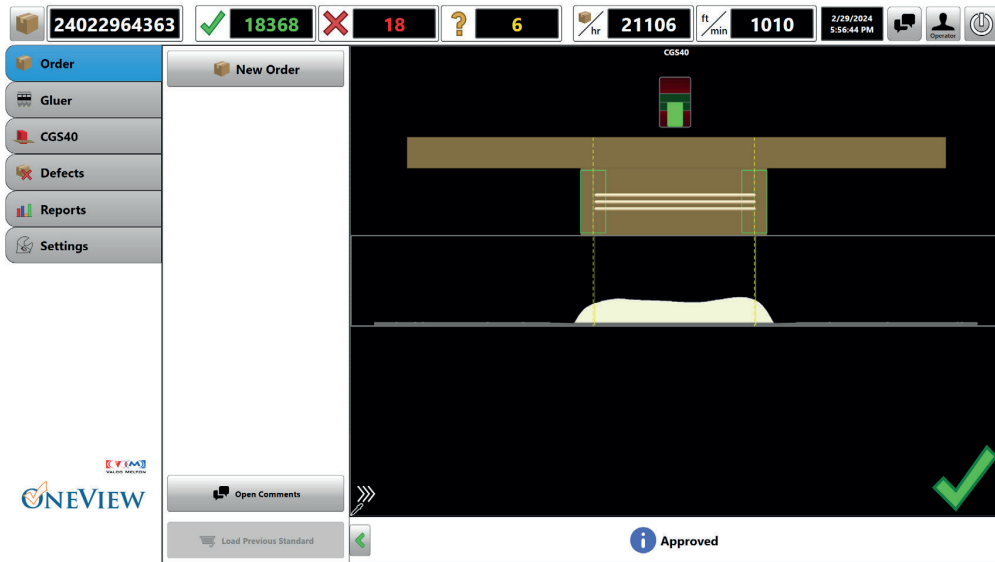 24022964363
18368
18
6
hr
21106
ft
min
1010
2/29/2024
5:56:44 PM
Operator
Order
Gluer
CGS40
Defects
Reports
Settings
New Order
CGS40
VALCO MELTON
ONEVIEW
Open Comments
Load Previous Standard
Approved